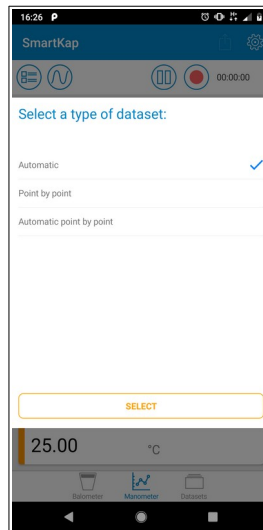 16:26
SmartKap
00:00:00
Select a type of dataset:
Automatic
Point by point
Automatic point by point
SELECT
25.00 °C
Balometer Manometer Datasets